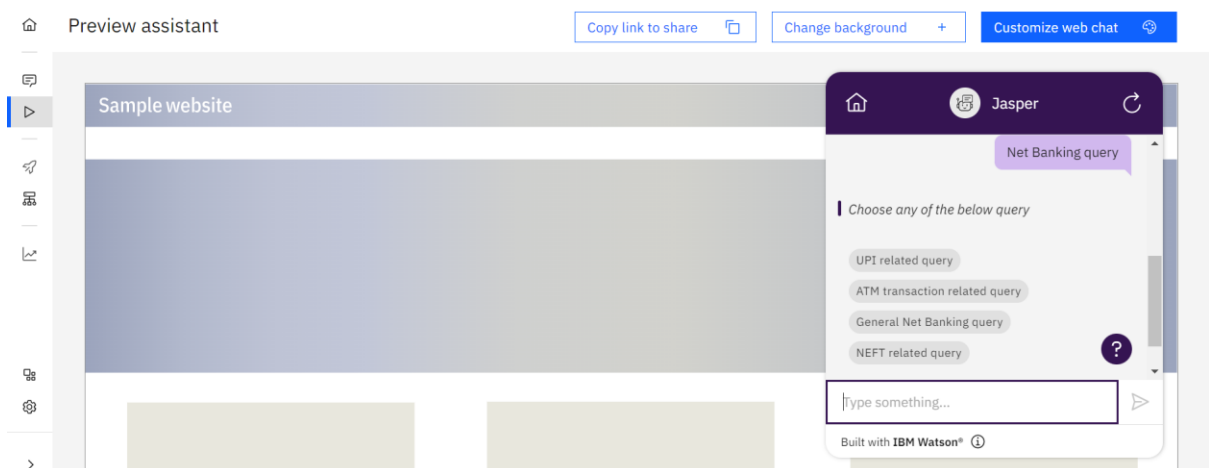 Preview assistant
Copy link to share
Change background +
Customize web chat
Sample website
Jasper
Net Banking query
Choose any of the below query
UPI related query
ATM transaction related query
General Net Banking query
NEFT related query
?
Type something...
Built with IBM Watson®